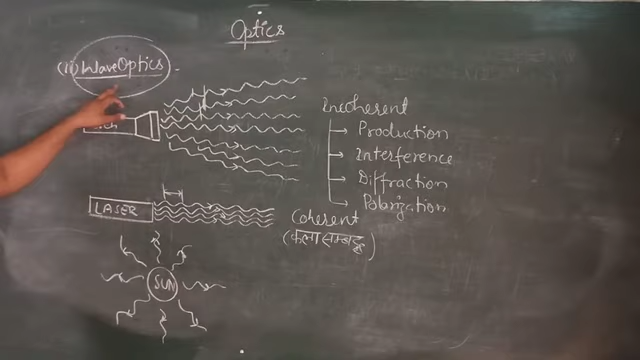 Optics
(ii) Wave Optics
Incoherent
Production
Interference
Diffraction
Polarization
LASER
Coherent
(कला सम्बद्ध)
SUN